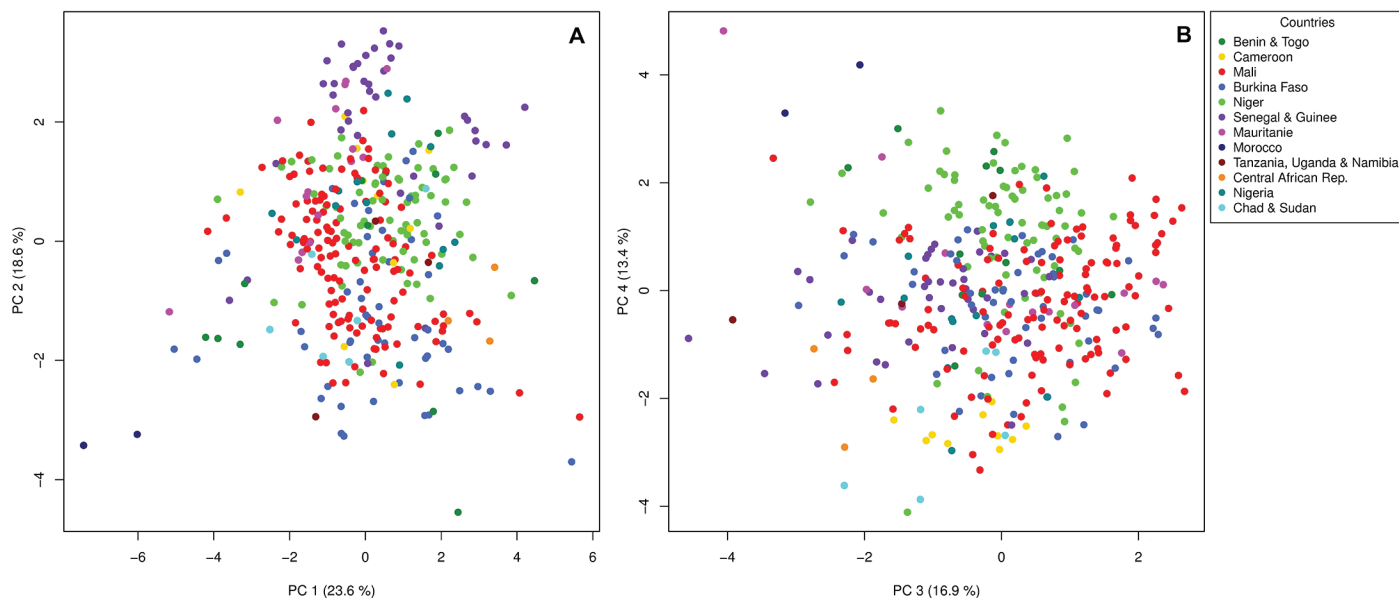 A
2
0
−2
−4
PC 2 (18.6 %)
−6
−4
−2
0
2
4
6
PC 1 (23.6 %)
B
4
2
0
−2
−4
PC 4 (13.4 %)
−4
−2
0
2
PC 3 (16.9 %)
Countries
Benin & Togo
Cameroon
Mali
Burkina Faso
Niger
Senegal & Guinee
Mauritanie
Morocco
Tanzania, Uganda & Namibia
Central African Rep.
Nigeria
Chad & Sudan